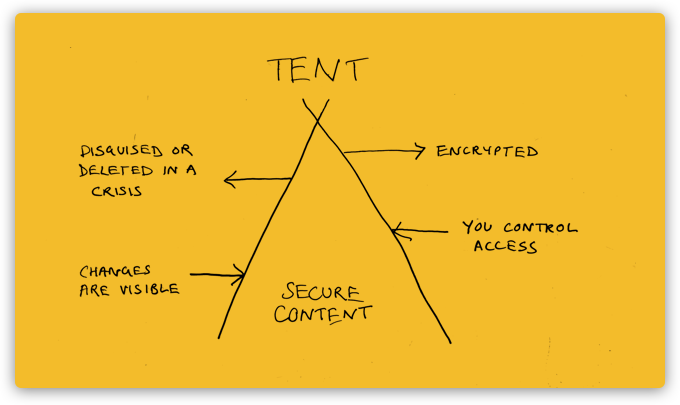 TENT
DISGUISED OR
DELETED IN A
CRISIS
ENCRYPTED
YOU CONTROL
ACCESS
CHANGES
ARE VISIBLE
SECURE
CONTENT